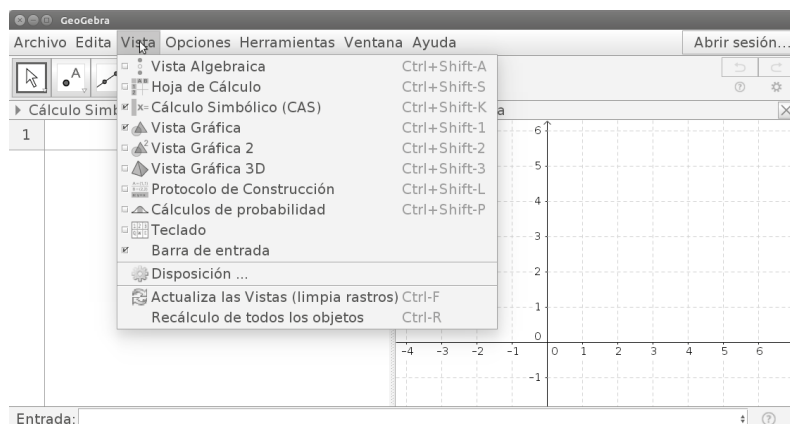 GeoGebra
Archivo Edita Vista Opciones Herramientas Ventana Ayuda Abrir sesión...
A
Cálculo Simb
a
1
Vista Algebraica Ctrl+Shift-A
Hoja de Cálculo Ctrl+Shift-S
x= Cálculo Simbólico (CAS) Ctrl+Shift-K
Vista Gráfica Ctrl+Shift-1
Vista Gráfica 2 Ctrl+Shift-2
Vista Gráfica 3D Ctrl+Shift-3
Protocolo de Construcción Ctrl+Shift-L
Cálculos de probabilidad Ctrl+Shift-P
Teclado
Barra de entrada
Disposición ...
Actualiza las Vistas (limpia rastros) Ctrl-F
Recálculo de todos los objetos Ctrl-R
6
5
4
3
2
1
0
-4 -3 -2 -1 0 1 2 3 4 5 6
-1
Entrada: